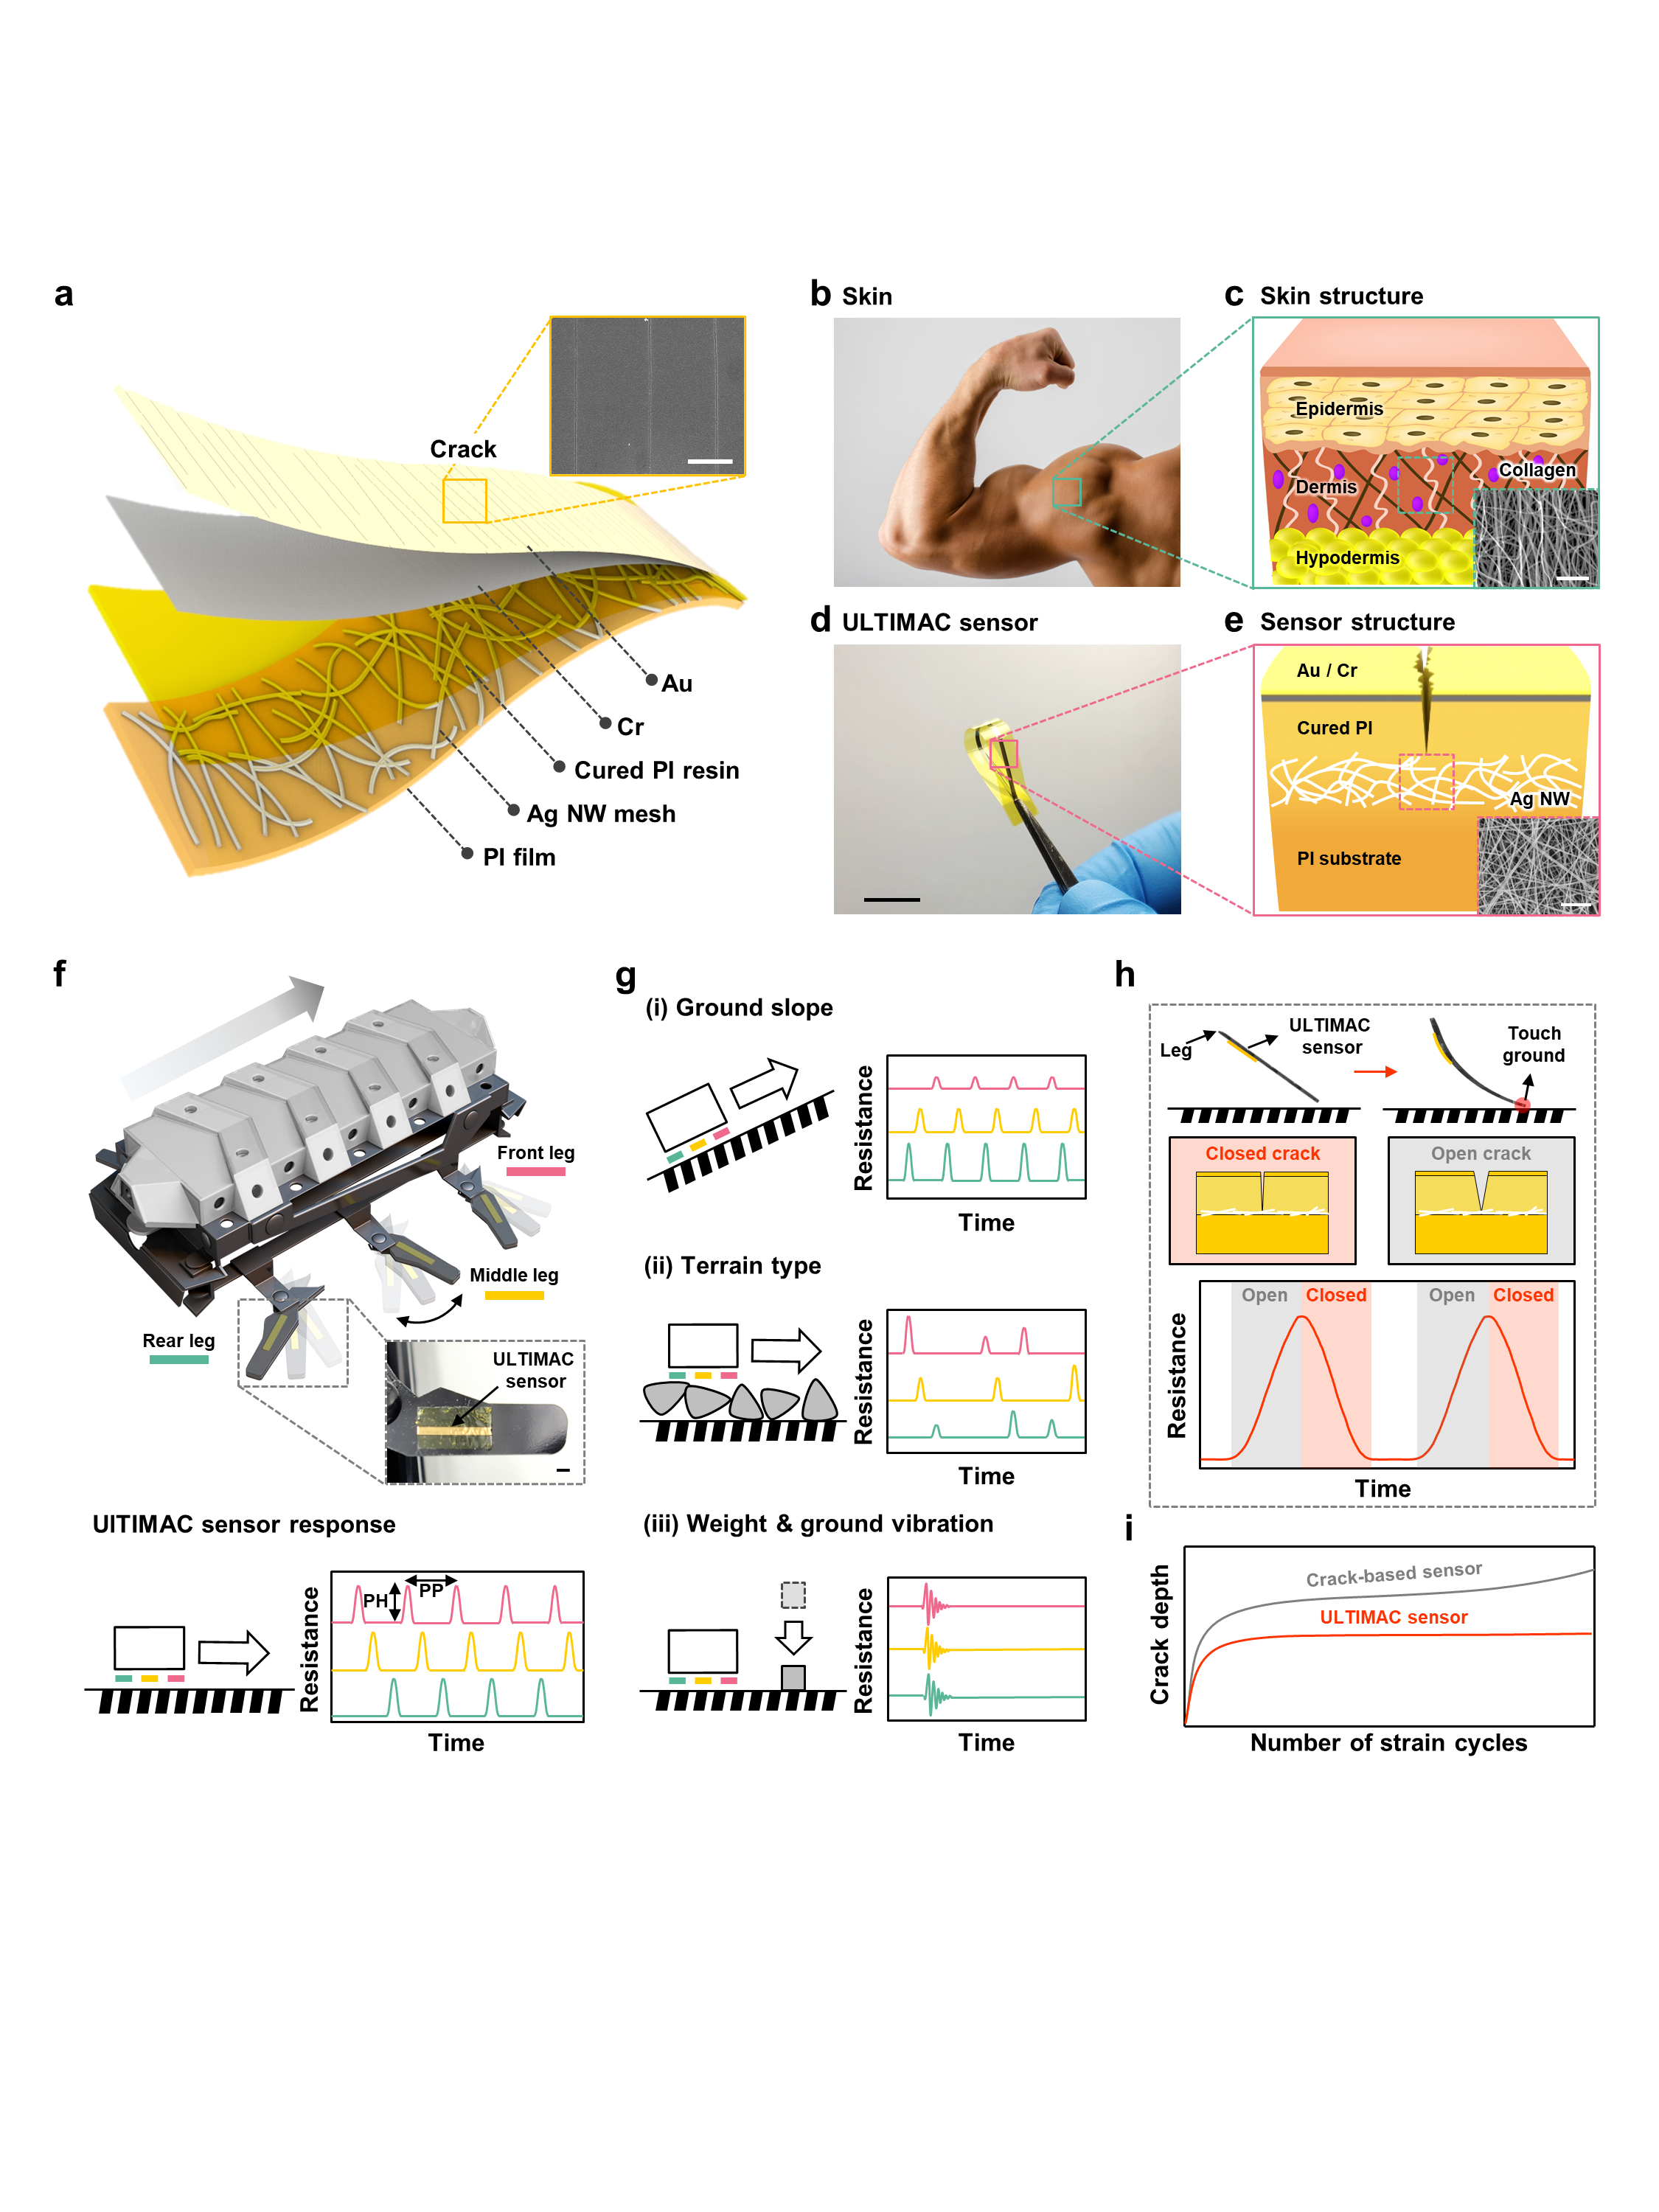 a
Crack
Au
Cr
Cured PI resin
Ag NW mesh
PI film
b Skin
c Skin structure
Epidermis
Collagen
Dermis
Hypodermis
d ULTIMAC sensor
e Sensor structure
Au / Cr
Cured PI
Ag NW
PI substrate
f
Front leg
Middle leg
Rear leg
ULTIMAC
sensor
UlTIMAC sensor response
PH
PP
Resistance
Time
g
(i) Ground slope
Resistance
Time
(ii) Terrain type
Resistance
Time
(iii) Weight & ground vibration
Resistance
Time
h
Leg
ULTIMAC
sensor
Touch
ground
Closed crack
Open crack
Open
Closed
Open
Closed
Resistance
Time
i
Crack-based sensor
ULTIMAC sensor
Crack depth
Number of strain cycles